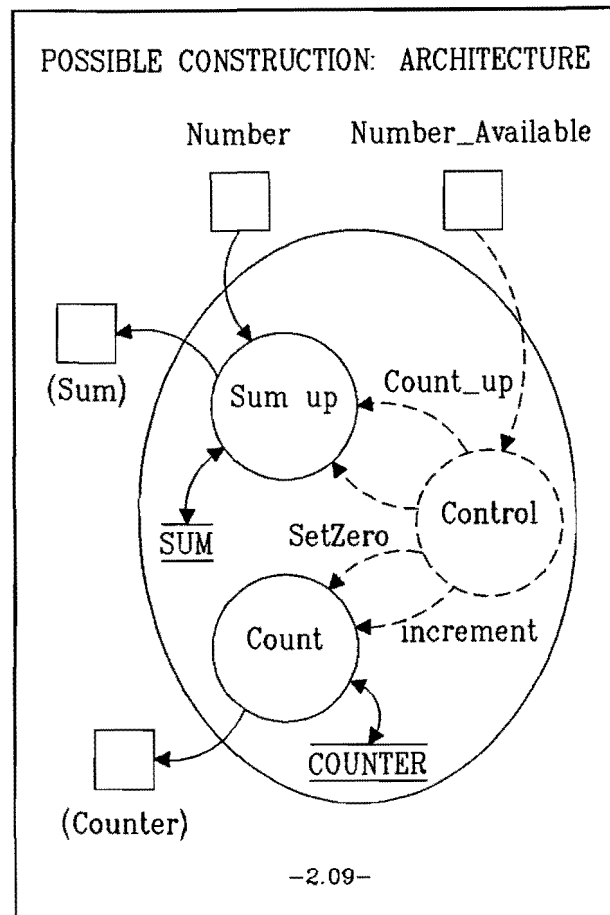 POSSIBLE CONSTRUCTION: ARCHITECTURE
Number
Number_Available
(Sum)
Sum up
Count_up
Control
SUM
SetZero
Count
increment
COUNTER
(Counter)
-2.09-